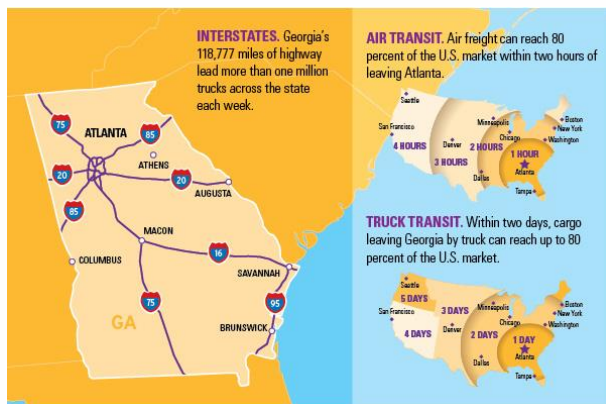 INTERSTATES. Georgia's
118,777 miles of highway
lead more than one million
trucks across the state
each week.
75
ATLANTA
85
ATHENS
20
20
AUGUSTA
85
MACON
COLUMBUS
16
SAVANNAH
GA
75
95
BRUNSWICK
AIR TRANSIT. Air freight can reach 80
percent of the U.S. market within two hours of
leaving Atlanta.
Seattle
Minneapolis
Boston
New York
San Francisco
Chicago
Washington
Denver
4 HOURS
3 HOURS
2 HOURS
1 HOUR
Atlanta
Dallas
Tampa
TRUCK TRANSIT. Within two days, cargo
leaving Georgia by truck can reach up to 80
percent of the U.S. market.
Seattle
5 DAYS
Minneapolis
Boston
3 DAYS
New York
San Francisco
Chicago
Washington
Denver
4 DAYS
2 DAYS
1 DAY
Atlanta
Dallas
Tampa